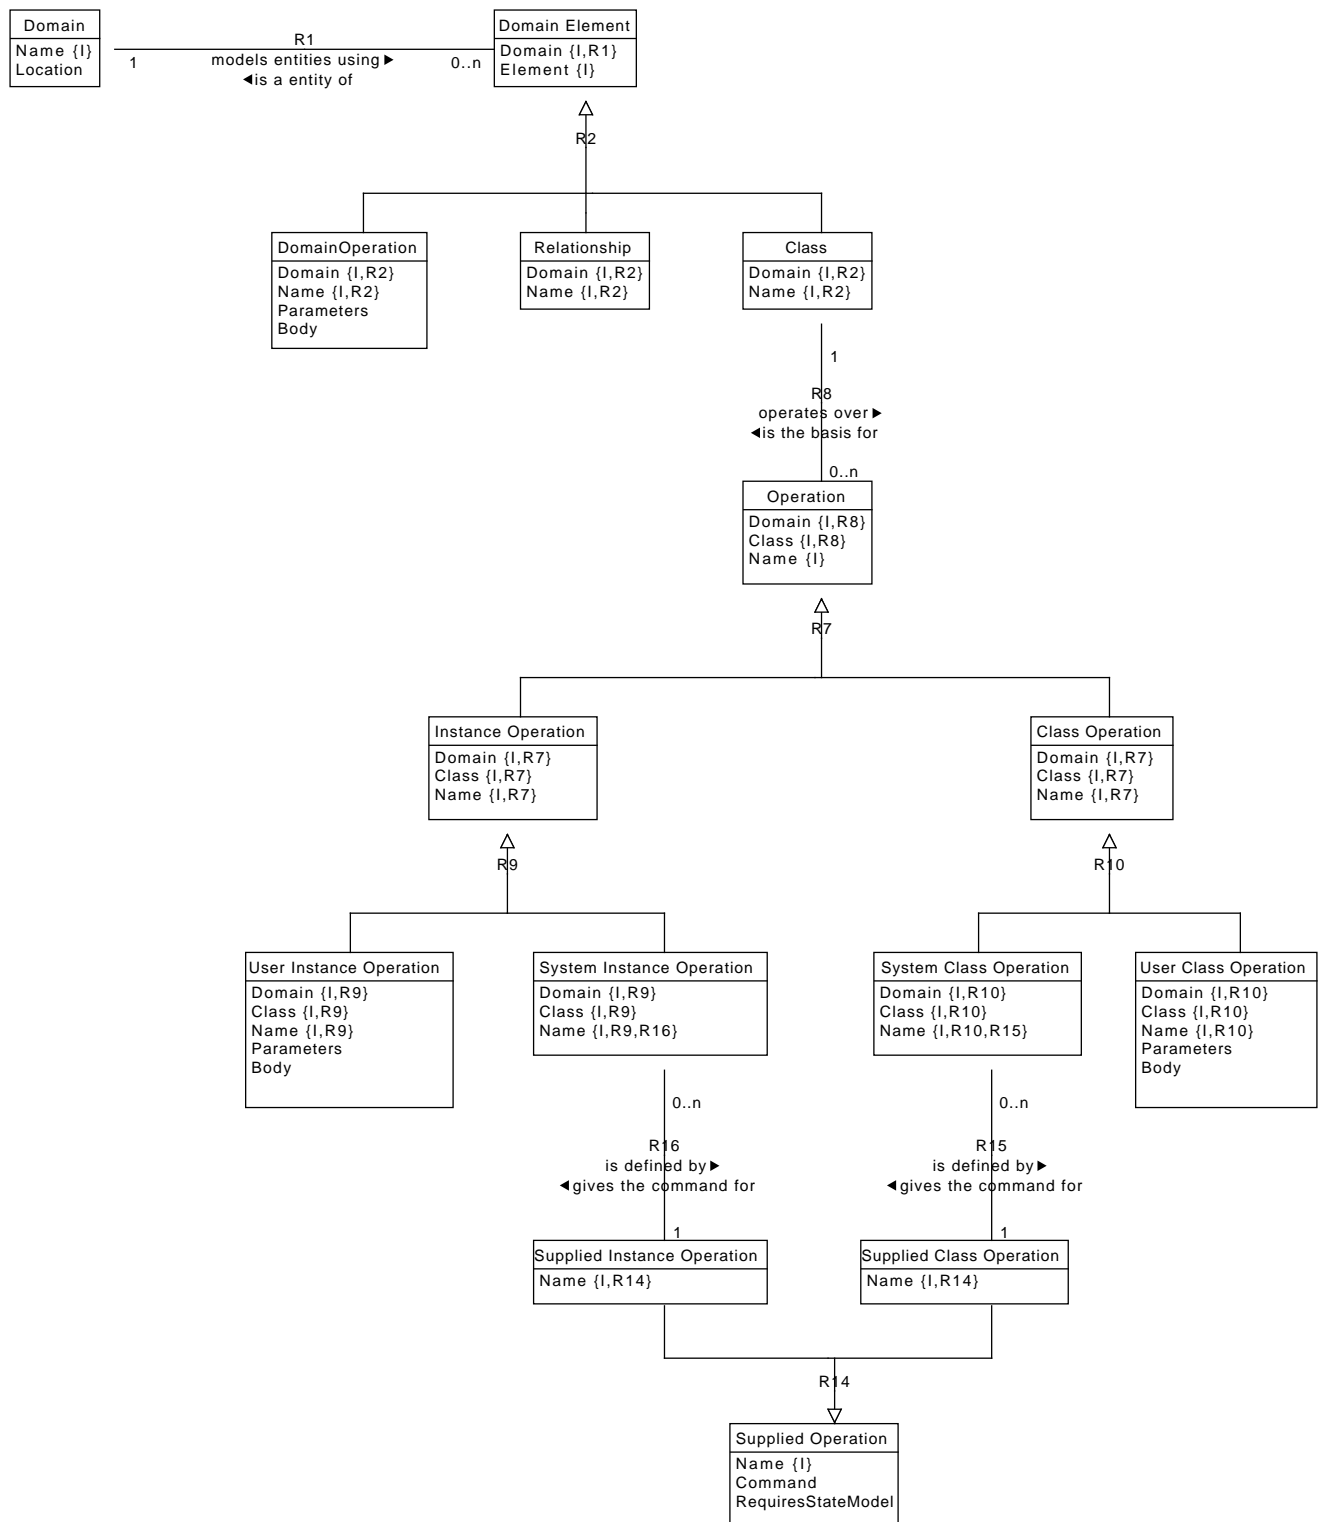 Domain
Name {I}
Location
R1
models entities using ▶
◀ is a entity of
1
0..n
Domain Element
Domain {I,R1}
Element {I}
R2
DomainOperation
Domain {I,R2}
Name {I,R2}
Parameters
Body
Relationship
Domain {I,R2}
Name {I,R2}
Class
Domain {I,R2}
Name {I,R2}
1
R8
operates over ▶
◀ is the basis for
0..n
Operation
Domain {I,R8}
Class {I,R8}
Name {I}
R7
Instance Operation
Domain {I,R7}
Class {I,R7}
Name {I,R7}
Class Operation
Domain {I,R7}
Class {I,R7}
Name {I,R7}
R9
R10
User Instance Operation
Domain {I,R9}
Class {I,R9}
Name {I,R9}
Parameters
Body
System Instance Operation
Domain {I,R9}
Class {I,R9}
Name {I,R9,R16}
System Class Operation
Domain {I,R10}
Class {I,R10}
Name {I,R10,R15}
User Class Operation
Domain {I,R10}
Class {I,R10}
Name {I,R10}
Parameters
Body
0..n
R16
is defined by ▶
◀ gives the command for
1
0..n
R15
is defined by ▶
◀ gives the command for
1
Supplied Instance Operation
Name {I,R14}
Supplied Class Operation
Name {I,R14}
R14
Supplied Operation
Name {I}
Command
RequiresStateModel